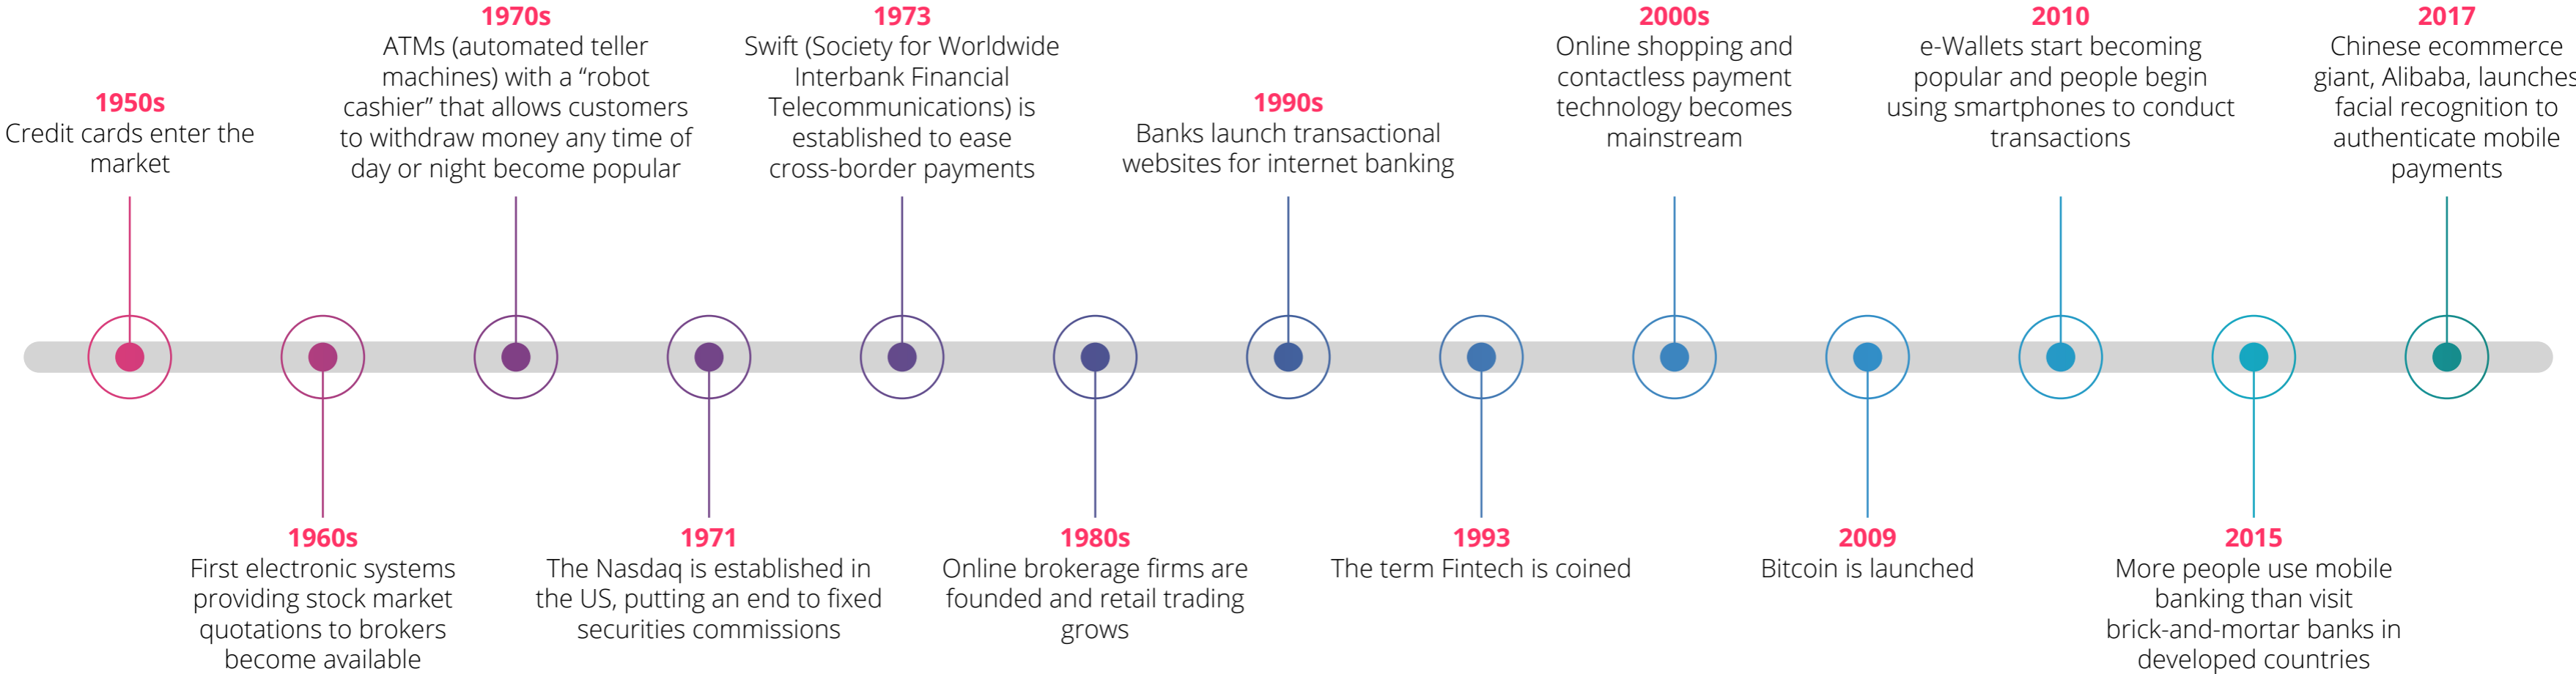 1950s
Credit cards enter the
market
1960s
First electronic systems
providing stock market
quotations to brokers
become available
1970s
ATMs (automated teller
machines) with a “robot
cashier” that allows customers
to withdraw money any time of
day or night become popular
1971
The Nasdaq is established in
the US, putting an end to fixed
securities commissions
1973
Swift (Society for Worldwide
Interbank Financial
Telecommunications) is
established to ease
cross-border payments
1980s
Online brokerage firms are
founded and retail trading
grows
1990s
Banks launch transactional
websites for internet banking
1993
The term Fintech is coined
2000s
Online shopping and
contactless payment
technology becomes
mainstream
2009
Bitcoin is launched
2010
e-Wallets start becoming
popular and people begin
using smartphones to conduct
transactions
2015
More people use mobile
banking than visit
brick-and-mortar banks in
developed countries
2017
Chinese ecommerce
giant, Alibaba, launches
facial recognition to
authenticate mobile
payments